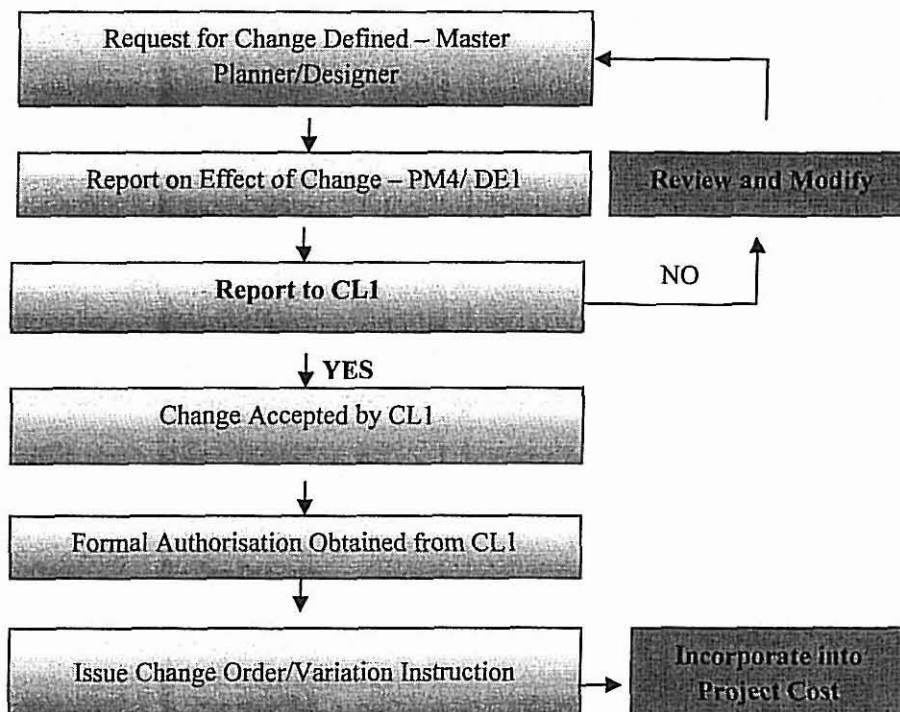 Request for Change Defined – Master
Planner/Designer
Report on Effect of Change – PM4/ DE1
Review and Modify
Report to CL1
NO
YES
Change Accepted by CL1
Formal Authorisation Obtained from CL1
Issue Change Order/Variation Instruction
Incorporate into
Project Cost